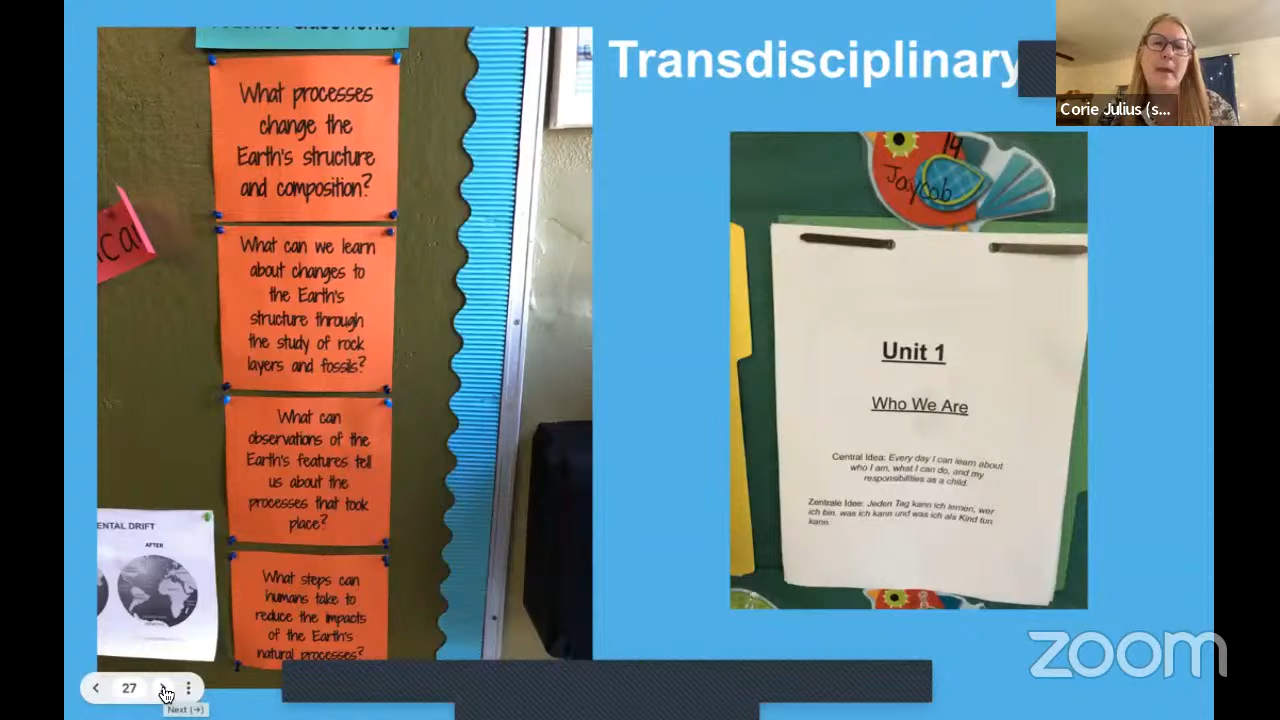 Transdisciplinary
Corie Julius (s...
What processes
change the
Earth's structure
and composition?
What can we learn
about changes to
the Earth's
structure through
the study of rock
layers and fossils?
What can
observations of the
Earth's features tell
us about the
processes that took
place?
What steps can
humans take to
reduce the impacts
of the Earth's
natural processes?
ical
ENTAL DRIFT
AFTER
14
Jaycob
Unit 1
Who We Are
Central Idea: Every day I can learn about
who I am, what I can do, and my
responsibilities as a child.
Zentrale Idee: Jeden Tag kann ich lernen, wer
ich bin, was ich kann und was ich als Kind tun
kann.
zoom
27
Next (→)